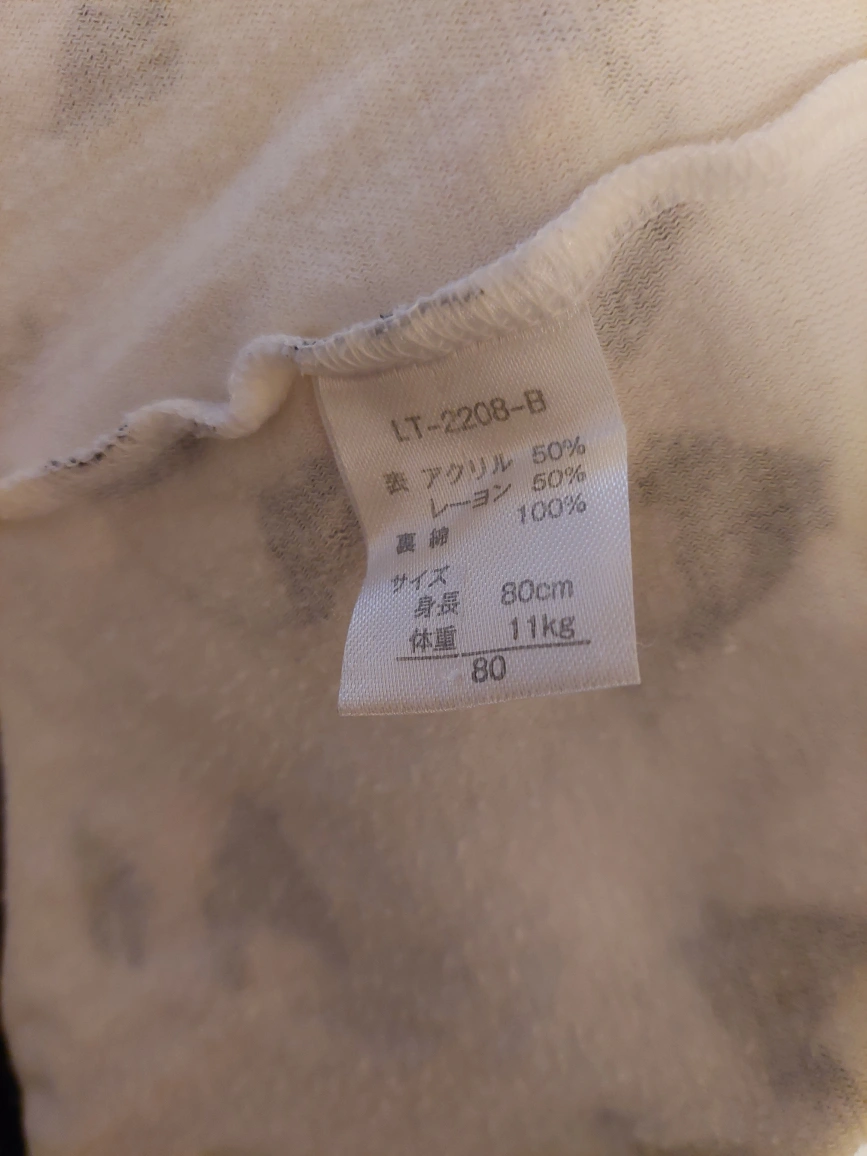 LT-2208-B
表 アクリル 50%
レーヨン 50%
裏 綿 100%
サイズ
身長 80cm
体重 11kg
80